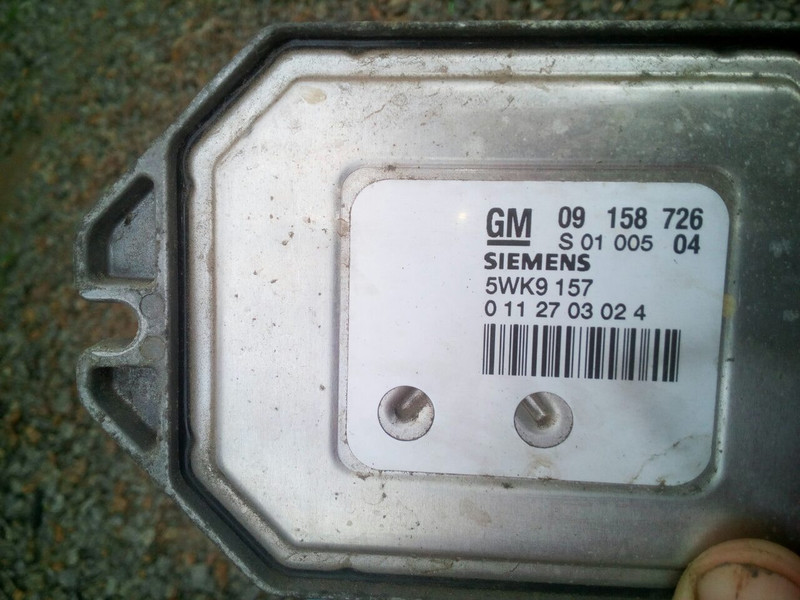 GM 09 158 726
S 01 005 04
SIEMENS
5WK9 157
0 11 27 03 02 4